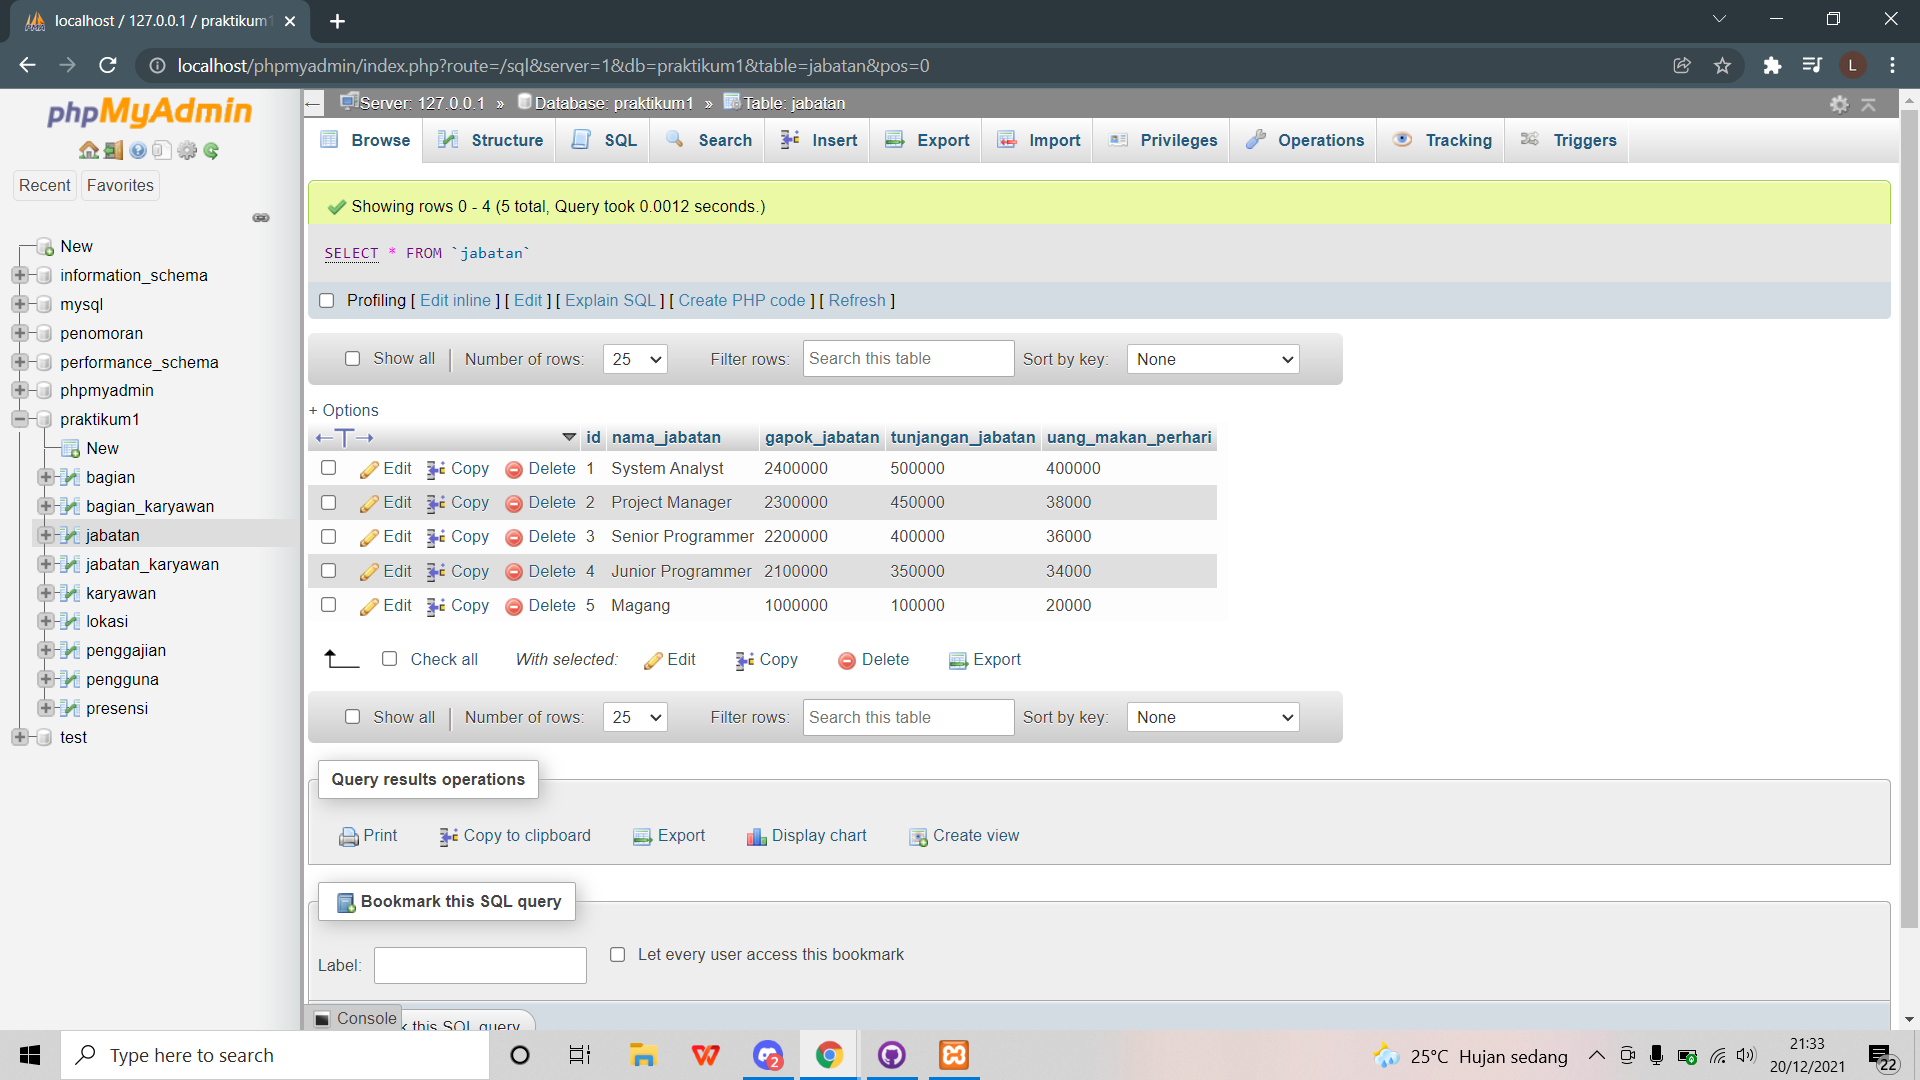 localhost / 127.0.0.1 / praktikum1
localhost/phpmyadmin/index.php?route=/sql&server=1&db=praktikum1&table=jabatan&pos=0
L
phpMyAdmin
Recent Favorites
New
information_schema
mysql
penomoran
performance_schema
phpmyadmin
praktikum1
New
bagian
bagian_karyawan
jabatan
jabatan_karyawan
karyawan
lokasi
penggajian
pengguna
presensi
test
Server: 127.0.0.1 » Database: praktikum1 » Table: jabatan
Browse Structure SQL Search Insert Export Import Privileges Operations Tracking Triggers
Showing rows 0 - 4 (5 total, Query took 0.0012 seconds.)
SELECT * FROM `jabatan`
Profiling [ Edit inline ] [ Edit ] [ Explain SQL ] [ Create PHP code ] [ Refresh ]
Show all Number of rows: 25 Filter rows: Search this table Sort by key: None
+ Options
id nama_jabatan gapok_jabatan tunjangan_jabatan uang_makan_perhari
Edit Copy Delete 1 System Analyst 2400000 500000 400000
Edit Copy Delete 2 Project Manager 2300000 450000 38000
Edit Copy Delete 3 Senior Programmer 2200000 400000 36000
Edit Copy Delete 4 Junior Programmer 2100000 350000 34000
Edit Copy Delete 5 Magang 1000000 100000 20000
Check all With selected: Edit Copy Delete Export
Show all Number of rows: 25 Filter rows: Search this table Sort by key: None
Query results operations
Print Copy to clipboard Export Display chart Create view
Bookmark this SQL query
Label: Let every user access this bookmark
Console
this SQL query
Type here to search
2
25°C Hujan sedang
21:33
20/12/2021
22